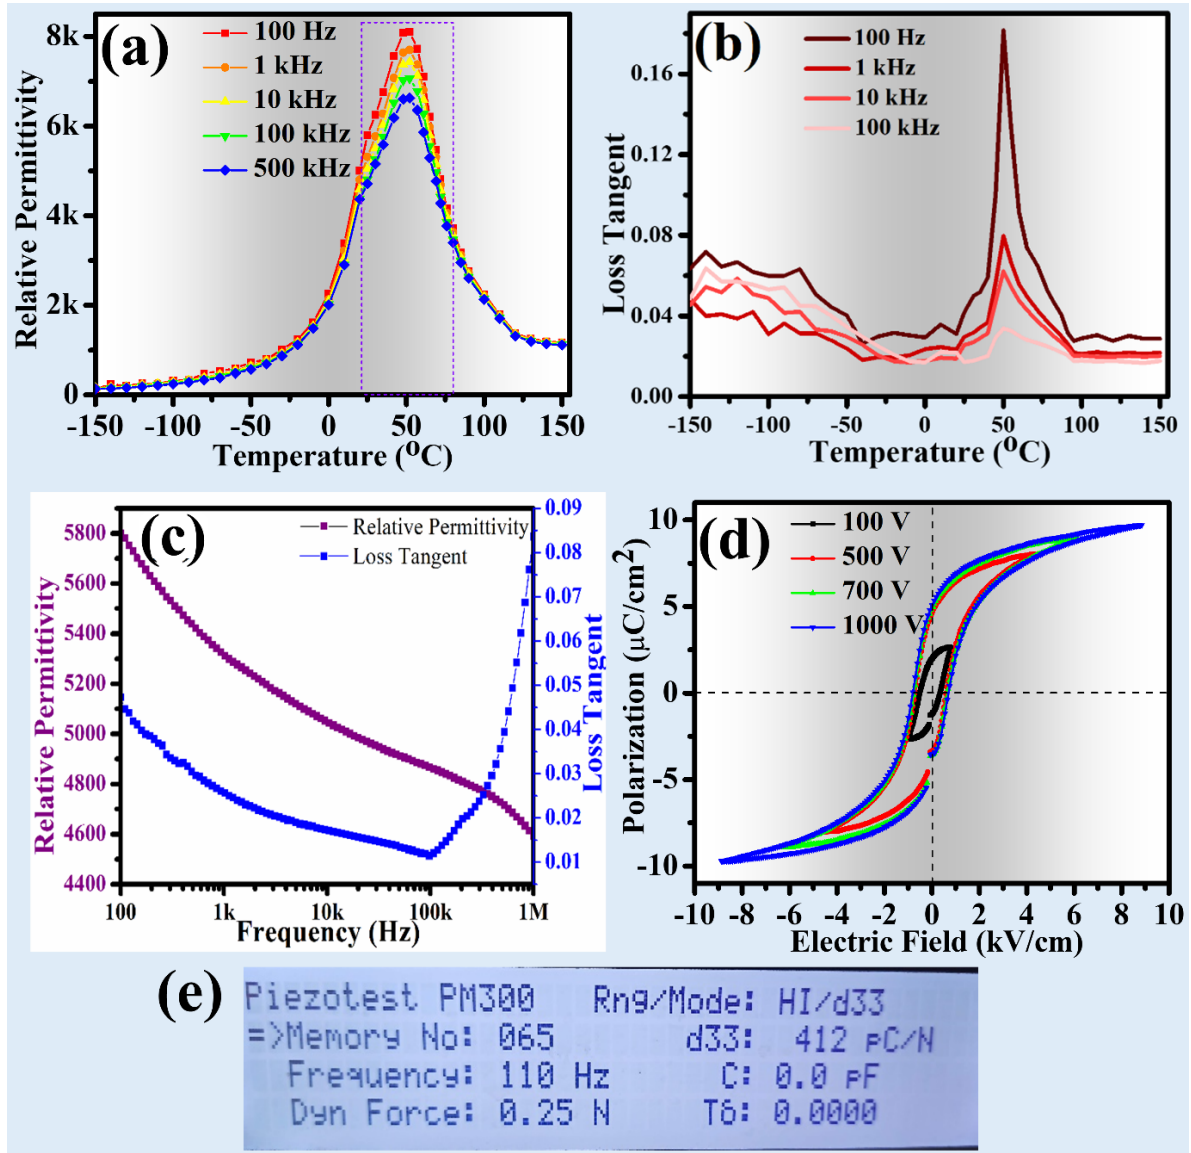 (a)
100 Hz
1 kHz
10 kHz
100 kHz
500 kHz
Relative Permittivity
8k
6k
4k
2k
0
-150 -100 -50 0 50 100 150
Temperature (⁰C)
(b)
100 Hz
1 kHz
10 kHz
100 kHz
Loss Tangent
0.16
0.12
0.08
0.04
0.00
-150 -100 -50 0 50 100 150
Temperature (⁰C)
(c)
Relative Permittivity
Loss Tangent
Relative Permittivity
5800
5600
5400
5200
5000
4800
4600
4400
100 1k 10k 100k 1M
Frequency (Hz)
0.09
0.08
0.07
0.06
0.05
0.04
0.03
0.02
0.01
Loss Tangent
(d)
100 V
500 V
700 V
1000 V
Polarization (μC/cm²)
10
5
0
-5
-10
-10 -8 -6 -4 -2 0 2 4 6 8 10
Electric Field (kV/cm)
(e)
Piezotest PM300 Rng/Mode: HI/d33
=>Memory No: 065 d33: 412 pC/N
Frequency: 110 Hz C: 0.0 pF
Dyn Force: 0.25 N Tδ: 0.0000